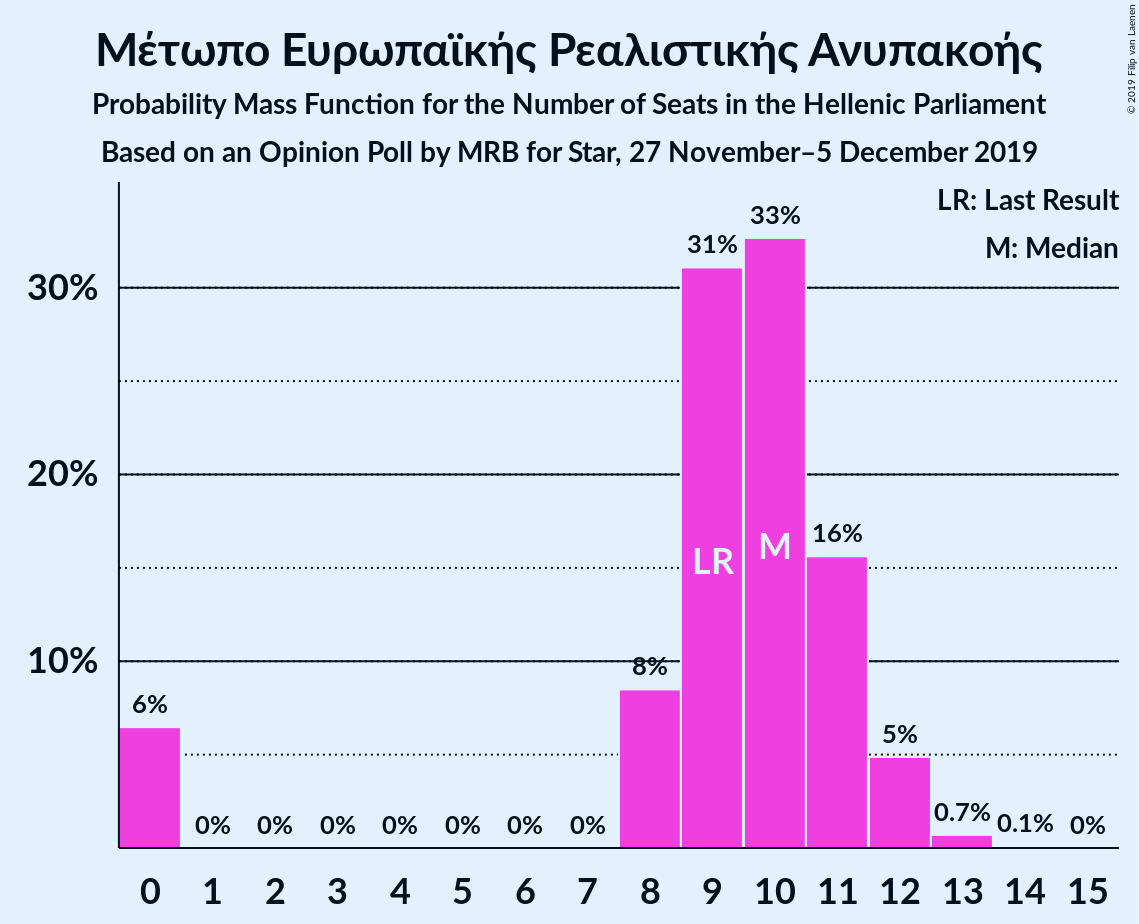 Μέτωπο Ευρωπαϊκής Ρεαλιστικής Ανυπακοής
Probability Mass Function for the Number of Seats in the Hellenic Parliament
Based on an Opinion Poll by MRB for Star, 27 November–5 December 2019
© 2019 Filip van Laenen
LR: Last Result
M: Median
30%
20%
10%
6%
0%
0%
0%
0%
0%
0%
0%
8%
31%
33%
16%
5%
0.7%
0.1%
0%
LR
M
0 1 2 3 4 5 6 7 8 9 10 11 12 13 14 15